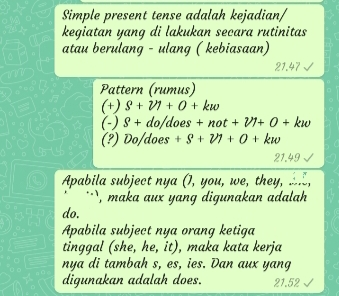 Simple present tense adalah kejadian/
kegiatan yang di lakukan secara rutinitas
atau berulang - ulang ( kebiasaan)
21.47
Pattern (rumus)
(+) S + V1 + O + kw
(-) S + do/does + not + V1+ O + kw
(?) Do/does + S + V1 + O + kw
21.49
Apabila subject nya (I, you, we, they,
maka aux yang digunakan adalah
do.
Apabila subject nya orang ketiga
tinggal (she, he, it), maka kata kerja
nya di tambah s, es, ies. Dan aux yang
digunakan adalah does.
21.52